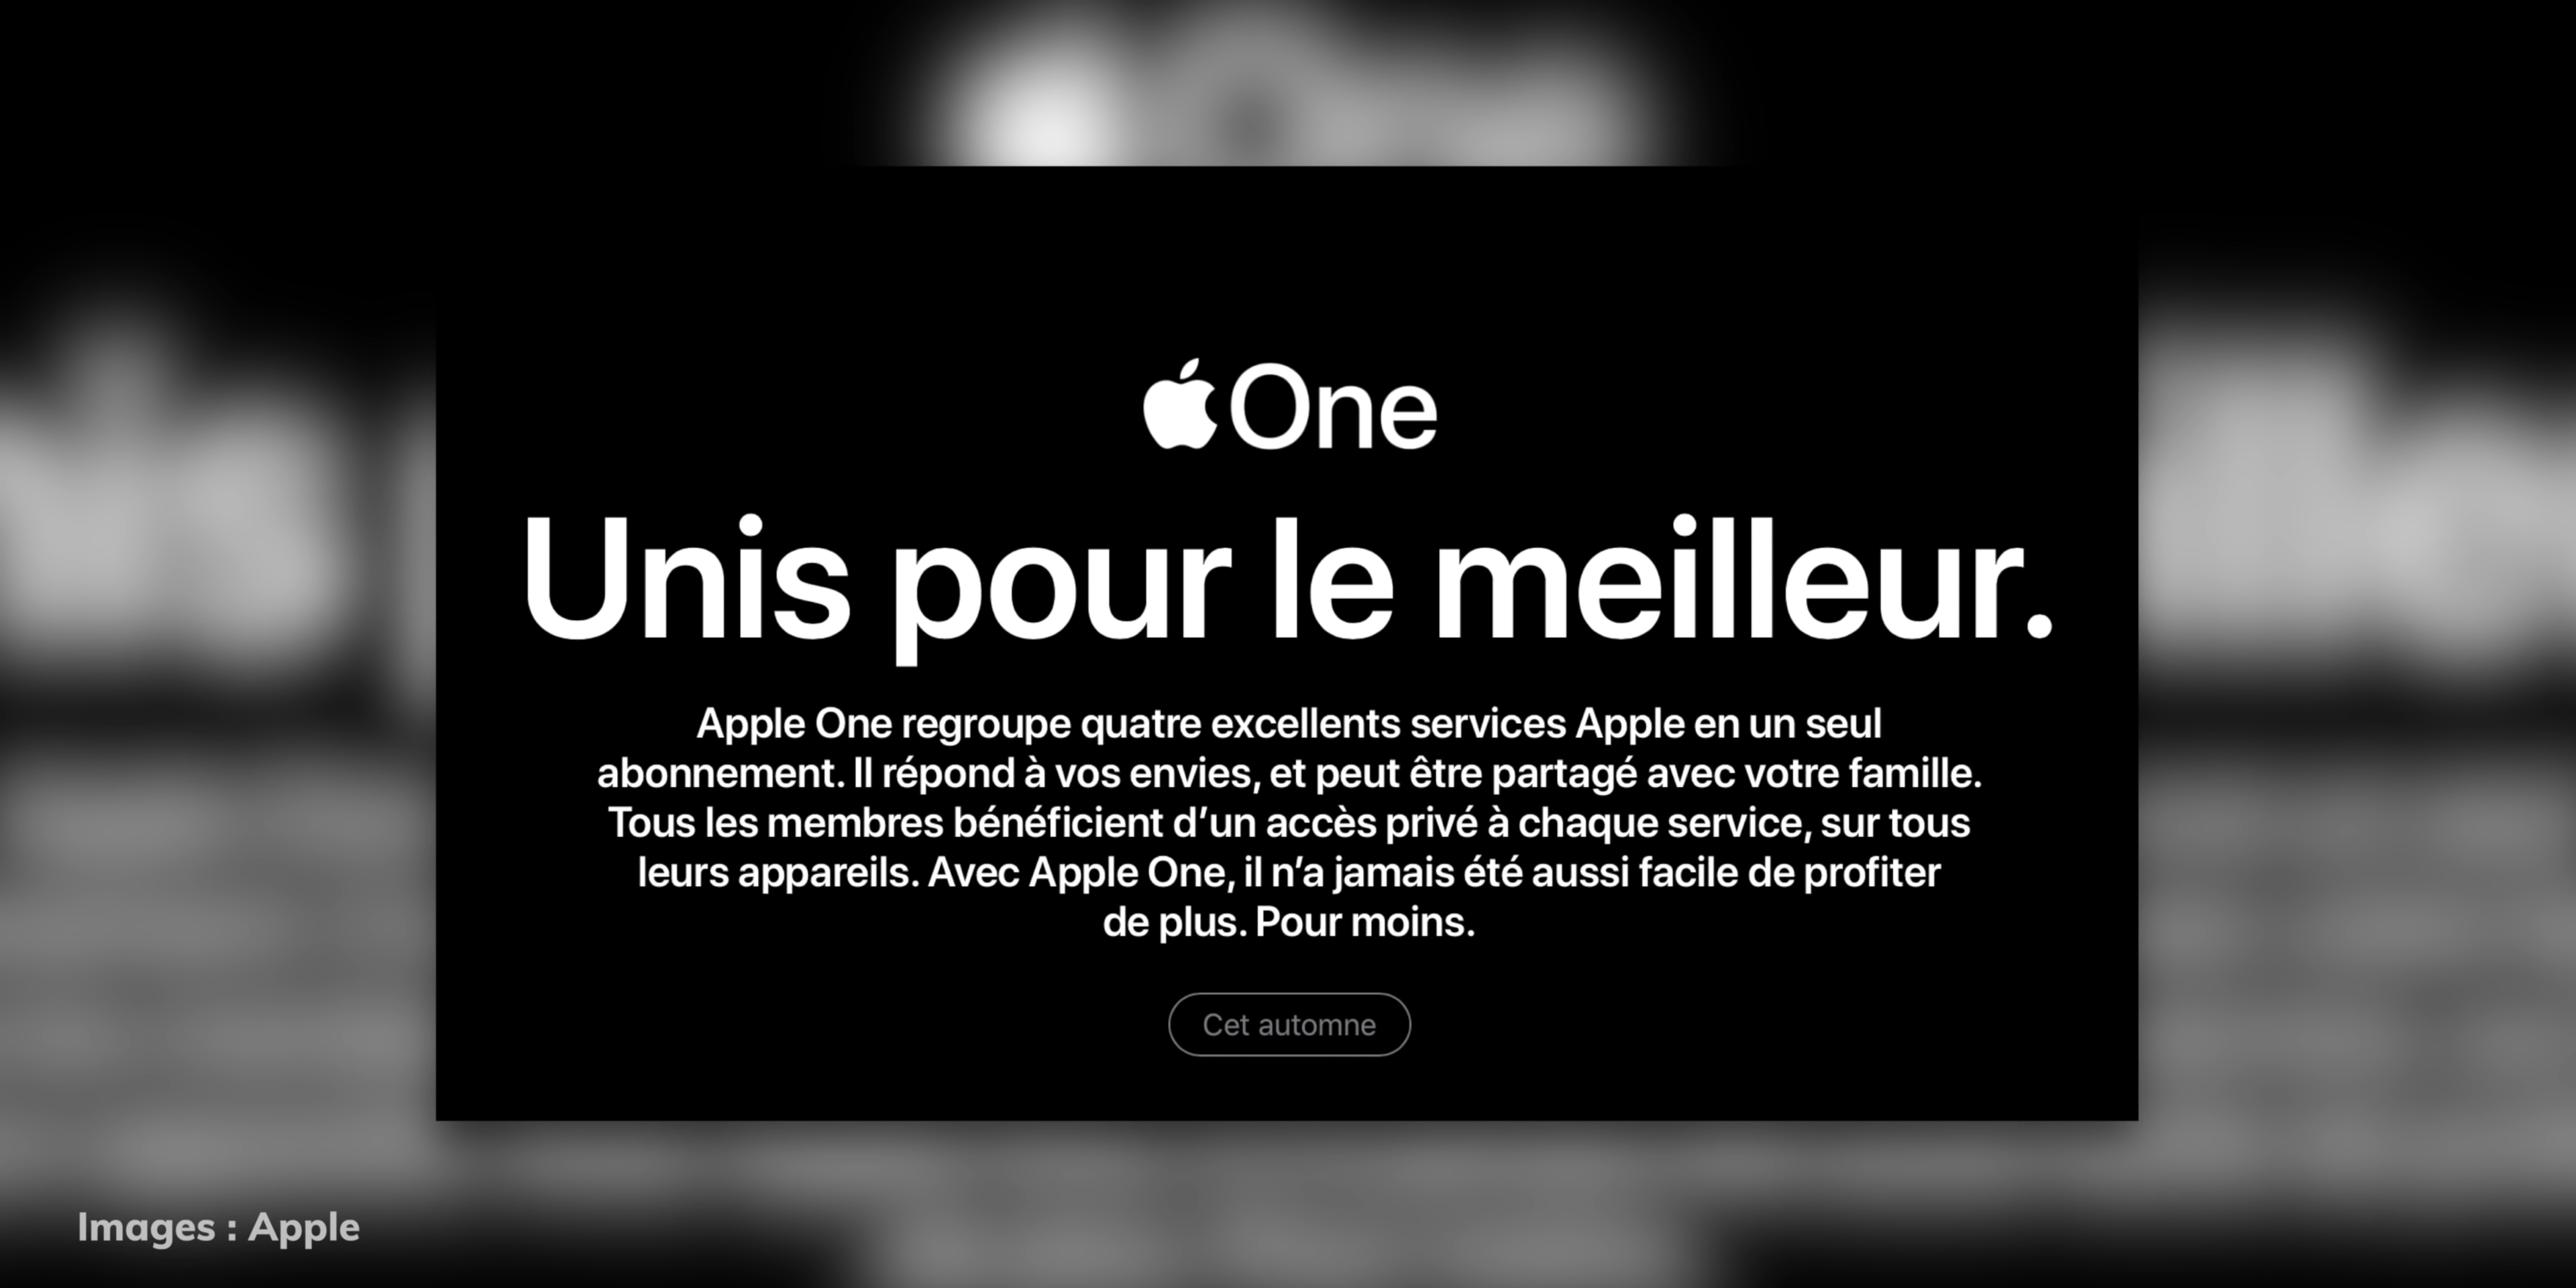 One
Unis pour le meilleur.
Apple One regroupe quatre excellents services Apple en un seul
abonnement. Il répond à vos envies, et peut être partagé avec votre famille.
Tous les membres bénéficient d’un accès privé à chaque service, sur tous
leurs appareils. Avec Apple One, il n’a jamais été aussi facile de profiter
de plus. Pour moins.
Cet automne
Images : Apple